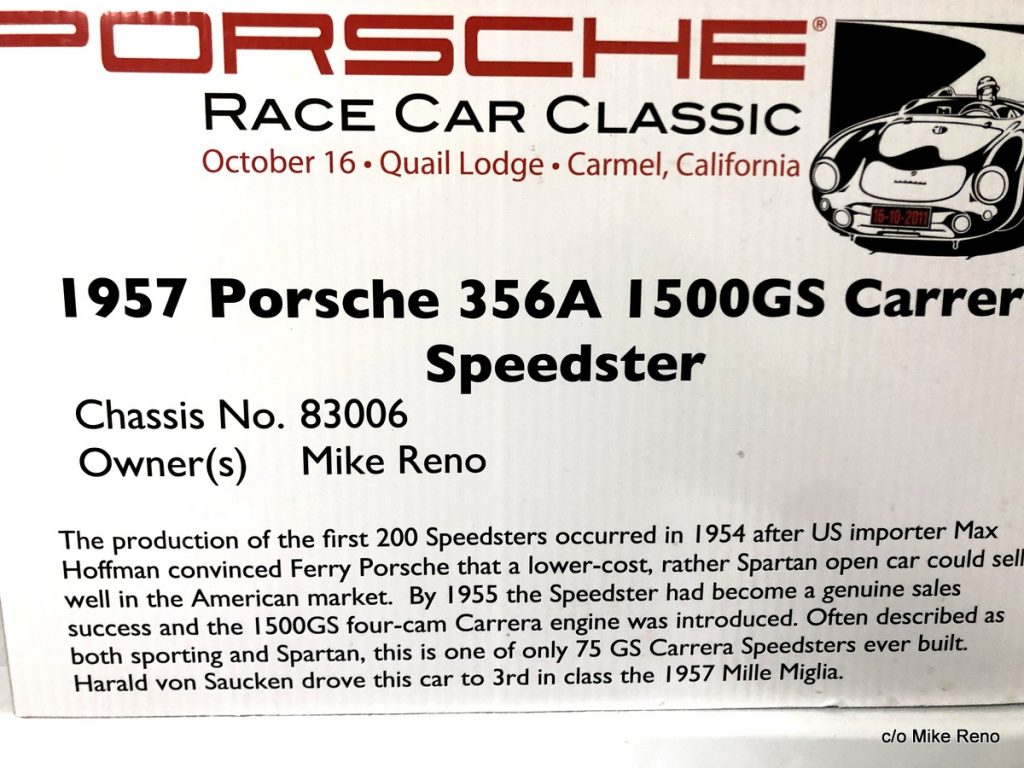 PORSCHE®
RACE CAR CLASSIC
October 16 • Quail Lodge • Carmel, California
16-10-2011
1957 Porsche 356A 1500GS Carrer
Speedster
Chassis No. 83006
Owner(s) Mike Reno
The production of the first 200 Speedsters occurred in 1954 after US importer Max
Hoffman convinced Ferry Porsche that a lower-cost, rather Spartan open car could sell
well in the American market. By 1955 the Speedster had become a genuine sales
success and the 1500GS four-cam Carrera engine was introduced. Often described as
both sporting and Spartan, this is one of only 75 GS Carrera Speedsters ever built.
Harald von Saucken drove this car to 3rd in class the 1957 Mille Miglia.
c/o Mike Reno